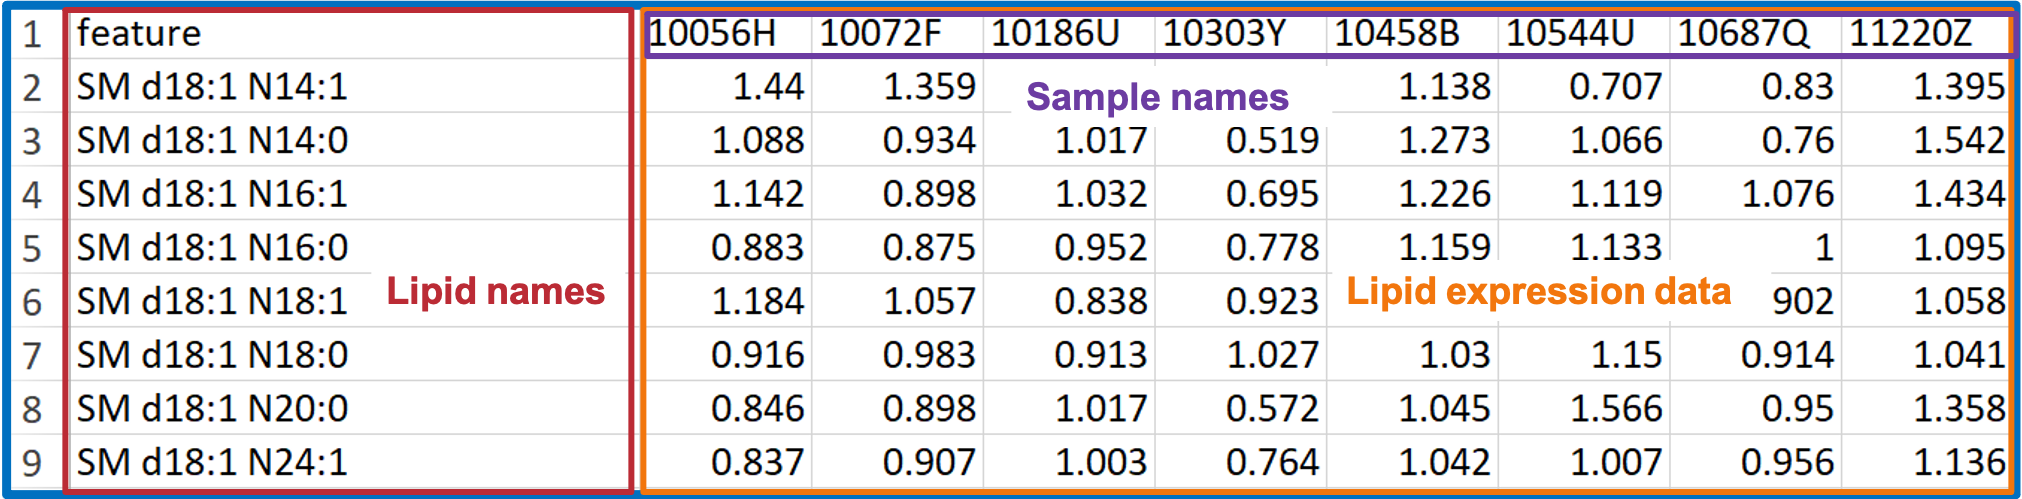 1 feature 10056H 10072F 10186U 10303Y 10458B 10544U 10687Q 11220Z
2 SM d18:1 N14:1 1.44 1.359 Sample names 1.138 0.707 0.83 1.395
3 SM d18:1 N14:0 1.088 0.934 1.017 0.519 1.273 1.066 0.76 1.542
4 SM d18:1 N16:1 1.142 0.898 1.032 0.695 1.226 1.119 1.076 1.434
5 SM d18:1 N16:0 0.883 0.875 0.952 0.778 1.159 1.133 1 1.095
6 SM d18:1 N18:1 Lipid names 1.184 1.057 0.838 0.923 Lipid expression data 902 1.058
7 SM d18:1 N18:0 0.916 0.983 0.913 1.027 1.03 1.15 0.914 1.041
8 SM d18:1 N20:0 0.846 0.898 1.017 0.572 1.045 1.566 0.95 1.358
9 SM d18:1 N24:1 0.837 0.907 1.003 0.764 1.042 1.007 0.956 1.136